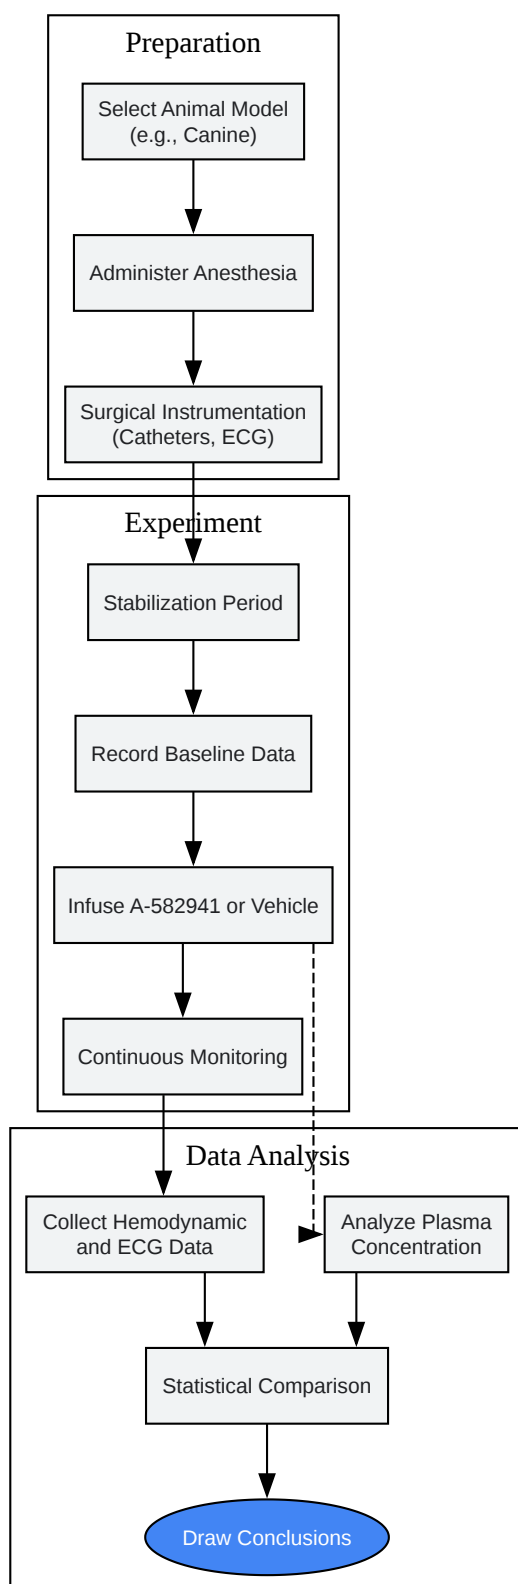 Preparation
Select Animal Model
(e.g., Canine)
Administer Anesthesia
Surgical Instrumentation
(Catheters, ECG)
Experiment
Stabilization Period
Record Baseline Data
Infuse A-582941 or Vehicle
Continuous Monitoring
Data Analysis
Collect Hemodynamic
and ECG Data
Analyze Plasma
Concentration
Statistical Comparison
Draw Conclusions